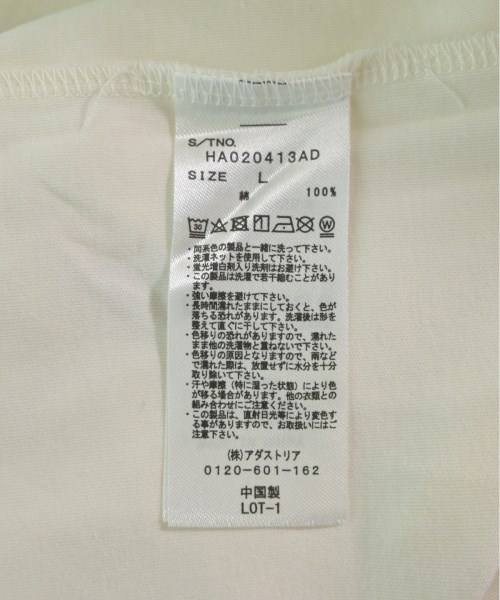 S/TNO.
HA020413AD
SIZE L
綿 100%
30
W
・同系色の製品と一緒に洗って下さい。
・洗濯ネットを使用して下さい。
・蛍光増白剤入り洗剤はお避け下さい。
・この製品は洗濯で若干縮むことがあり
ます。
・強い摩擦を避けて下さい。
・長時間濡れたままにしておくと、色が
落ちる恐れがあります。洗濯後は形を
整えて直ぐに干して下さい。
・色移りの恐れがありますので、濡れた
まま他の洗濯物と重ねないで下さい。
・色移りの原因となりますので、雨など
で濡れた際は、放置せずに水分を十分
取り除いて下さい。
・汗や摩擦（特に湿った状態）により色
が移る場合があります。他の衣類との
組み合わせにご注意下さい。
・この製品は、直射日光等により変色す
る事がありますので、お取扱いにはご
注意下さい。
(株)アダストリア
0120-601-162
中国製
LOT-1